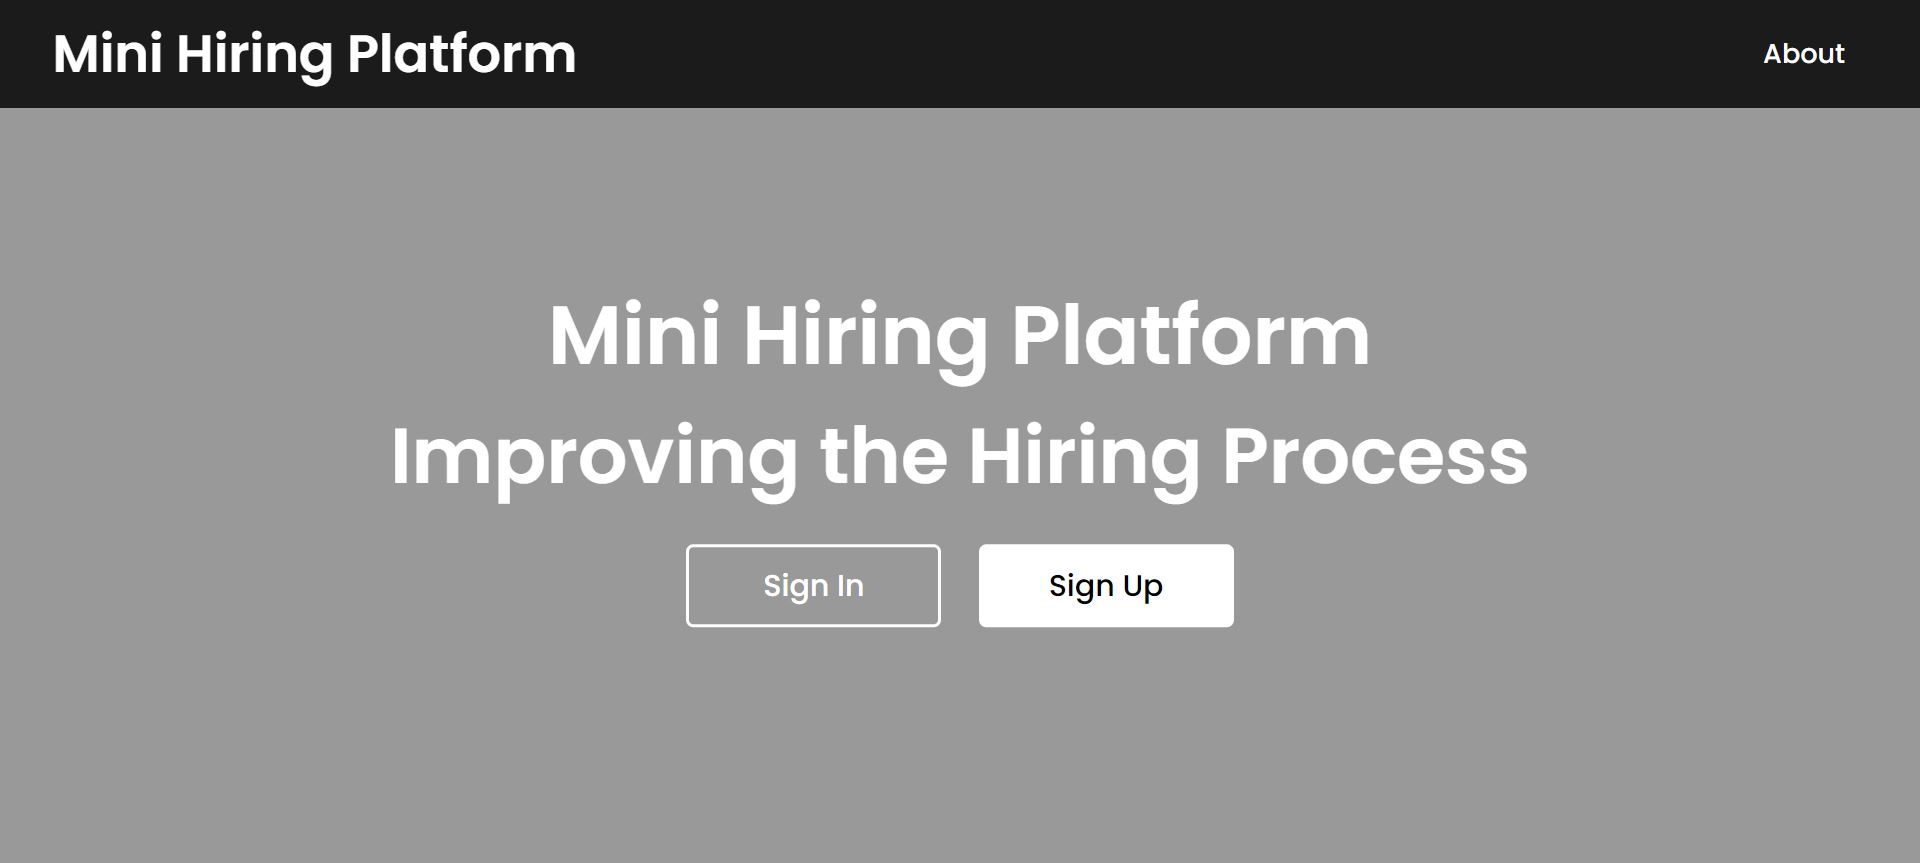 Mini Hiring Platform
About
Mini Hiring Platform
Improving the Hiring Process
Sign In
Sign Up